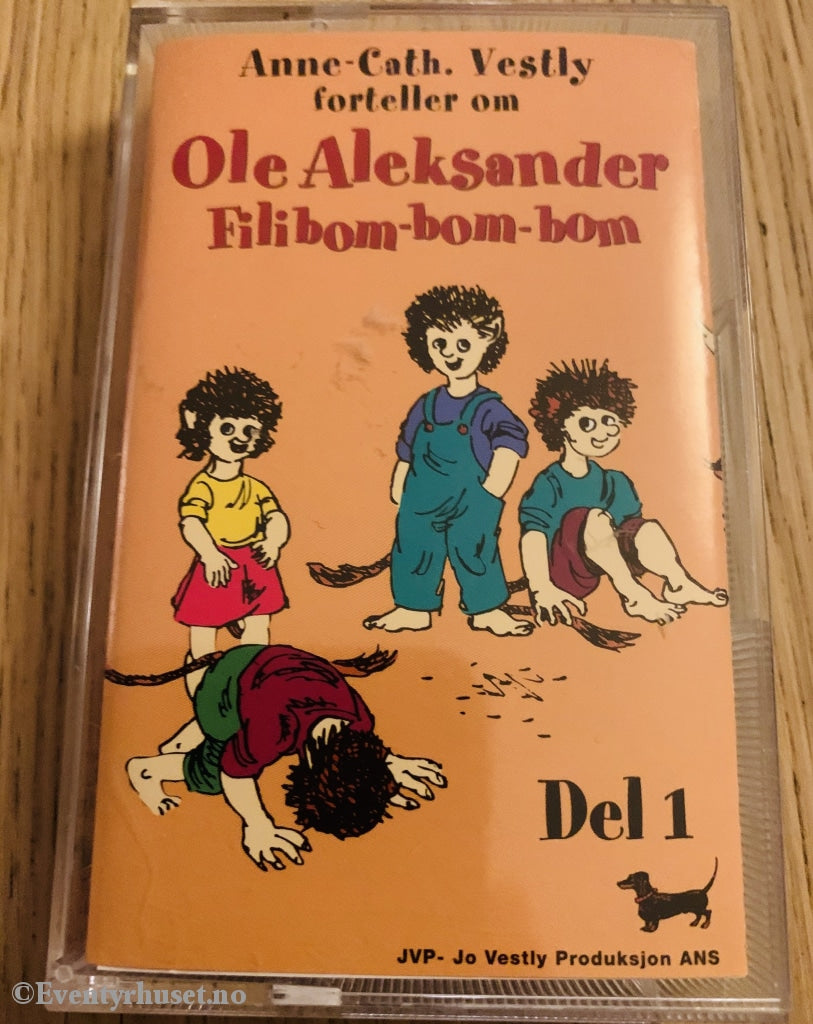 Anne-Cath. Vestly
forteller om
Ole Aleksander
Filibom-bom-bom
Del 1
JVP- Jo Vestly Produksjon ANS
©Eventyrhuset.no